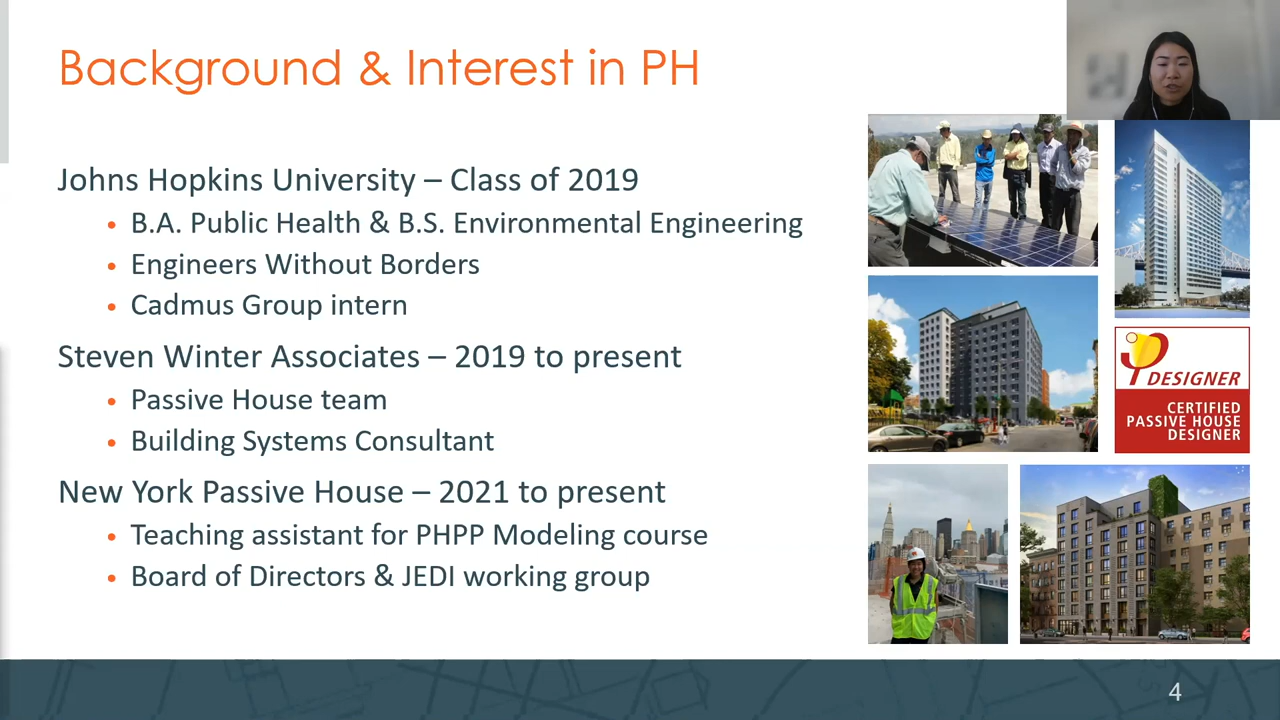 Background & Interest in PH
Johns Hopkins University – Class of 2019
• B.A. Public Health & B.S. Environmental Engineering
• Engineers Without Borders
• Cadmus Group intern
Steven Winter Associates – 2019 to present
• Passive House team
• Building Systems Consultant
New York Passive House – 2021 to present
• Teaching assistant for PHPP Modeling course
• Board of Directors & JEDI working group
DESIGNER
CERTIFIED
PASSIVE HOUSE
DESIGNER
4